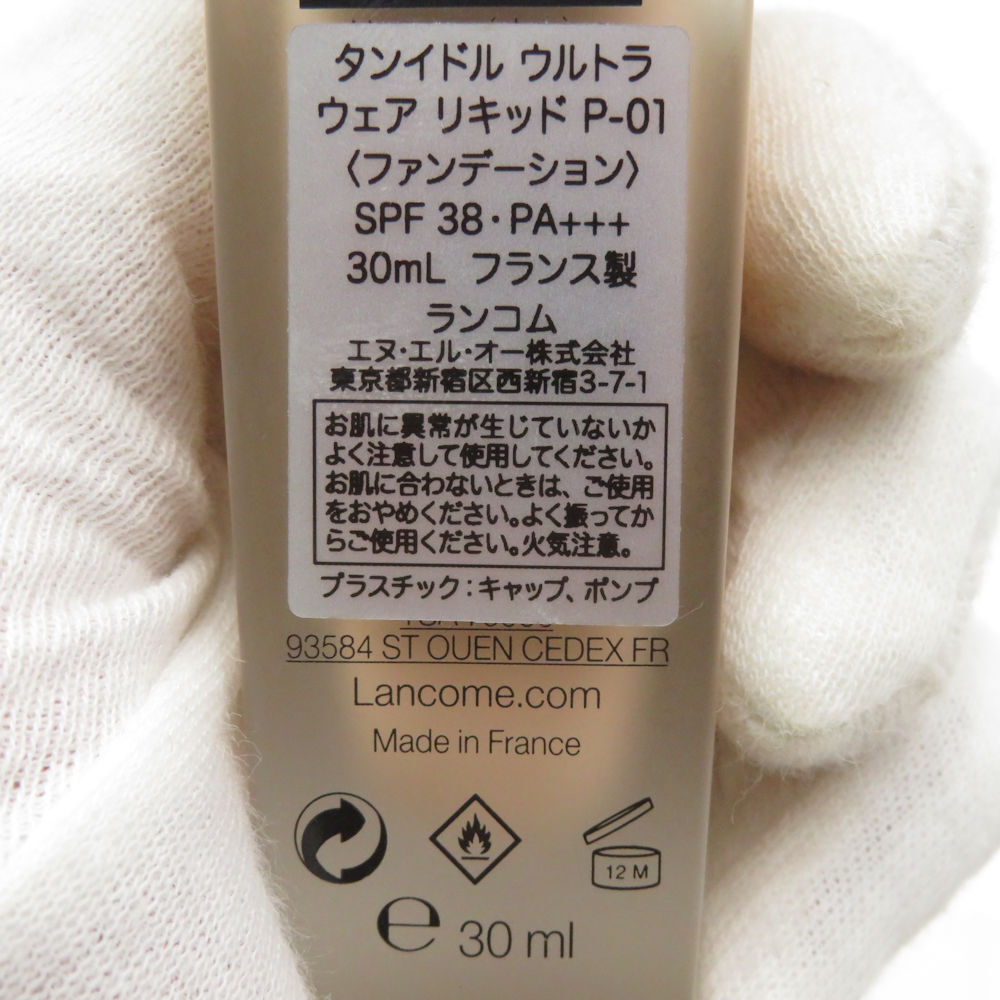 タンイドル ウルトラ
ウェア リキッド P-01
〈ファンデーション〉
SPF 38・PA+++
30mL フランス製
ランコム
エヌ・エル・オー株式会社
東京都新宿区西新宿3-7-1
お肌に異常が生じていないか
よく注意して使用してください。
お肌に合わないときは、ご使用
をおやめください。よく振ってか
らご使用ください。火気注意。
プラスチック：キャップ、ポンプ
93584 ST OUEN CEDEX FR
Lancome.com
Made in France
12 M
e 30 ml